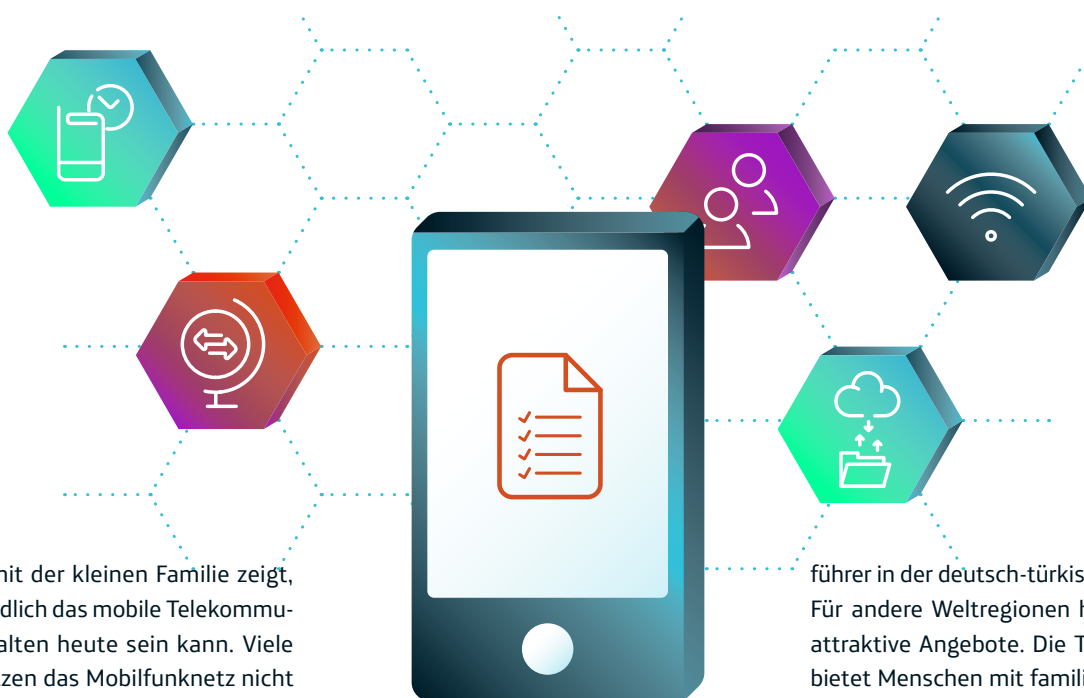 mit der kleinen Familie zeigt,
dlich das mobile Telekommu-
alten heute sein kann. Viele
tzen das Mobilfunknetz nicht
führer in der deutsch-türkis
Für andere Weltregionen
attraktive Angebote. Die T
bietet Menschen mit famili